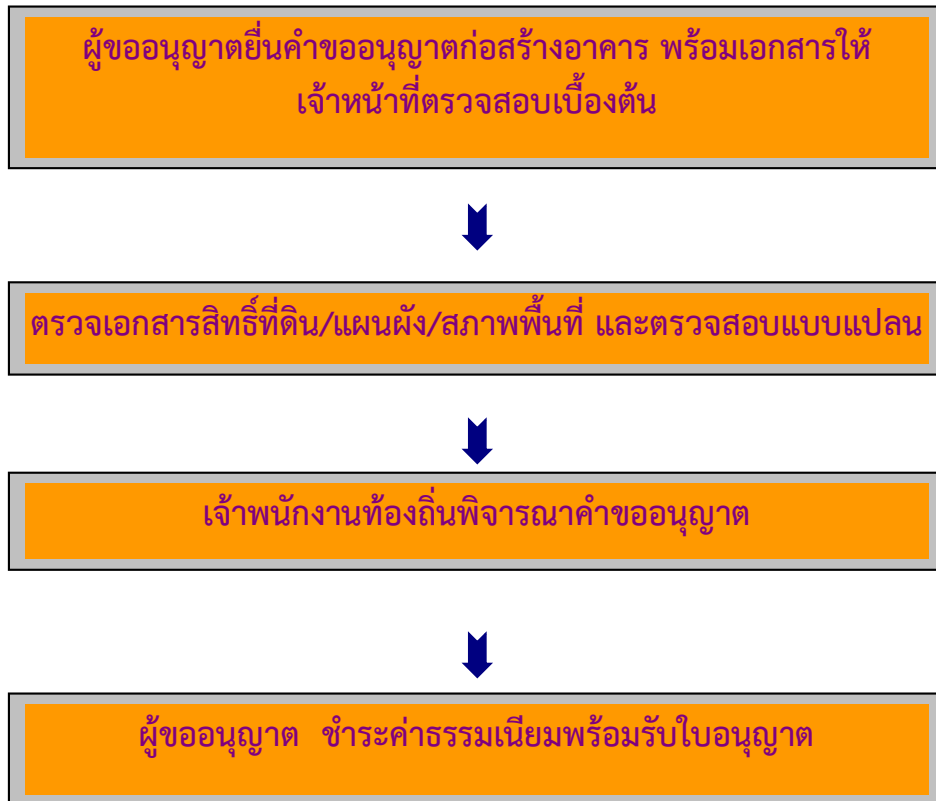 ผู้ขออนุญาตยื่นคำขออนุญาตก่อสร้างอาคาร พร้อมเอกสารให้
เจ้าหน้าที่ตรวจสอบเบื้องต้น
ตรวจเอกสารสิทธิ์ที่ดิน/แผนผัง/สภาพพื้นที่ และตรวจสอบแบบแปลน
เจ้าพนักงานท้องถิ่นพิจารณาคำขออนุญาต
ผู้ขออนุญาต ชำระค่าธรรมเนียมพร้อมรับใบอนุญาต